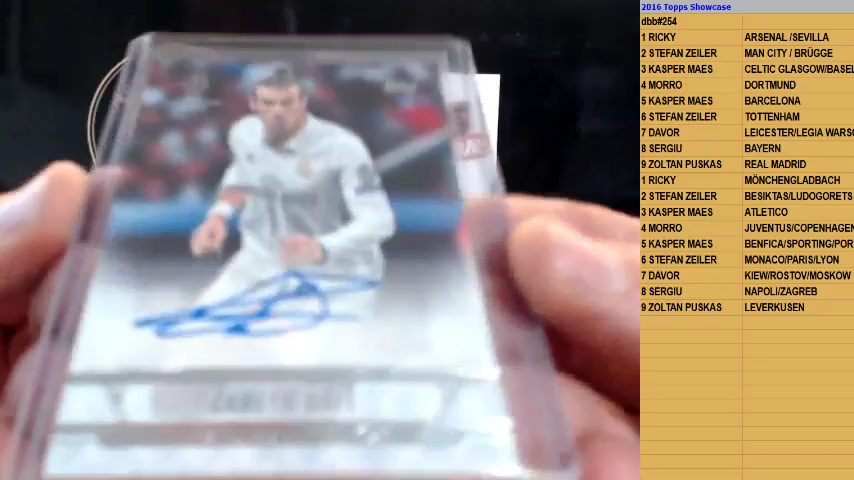 2016 Topps Showcase
dbb#254
1 RICKY ARSENAL /SEVILLA
2 STEFAN ZEILER MAN CITY / BRÜGGE
3 KASPER MAES CELTIC GLASGOW/BASEL
4 MORRO DORTMUND
5 KASPER MAES BARCELONA
6 STEFAN ZEILER TOTTENHAM
7 DAVOR LEICESTER/LEGIA WARSC
8 SERGIU BAYERN
9 ZOLTAN PUSKAS REAL MADRID
1 RICKY MÖNCHENGLADBACH
2 STEFAN ZEILER BESIKTAS/LUDOGORETS
3 KASPER MAES ATLETICO
4 MORRO JUVENTUS/COPENHAGEN
5 KASPER MAES BENFICA/SPORTING/POR
6 STEFAN ZEILER MONACO/PARIS/LYON
7 DAVOR KIEW/ROSTOV/MOSKOW
8 SERGIU NAPOLI/ZAGREB
9 ZOLTAN PUSKAS LEVERKUSEN